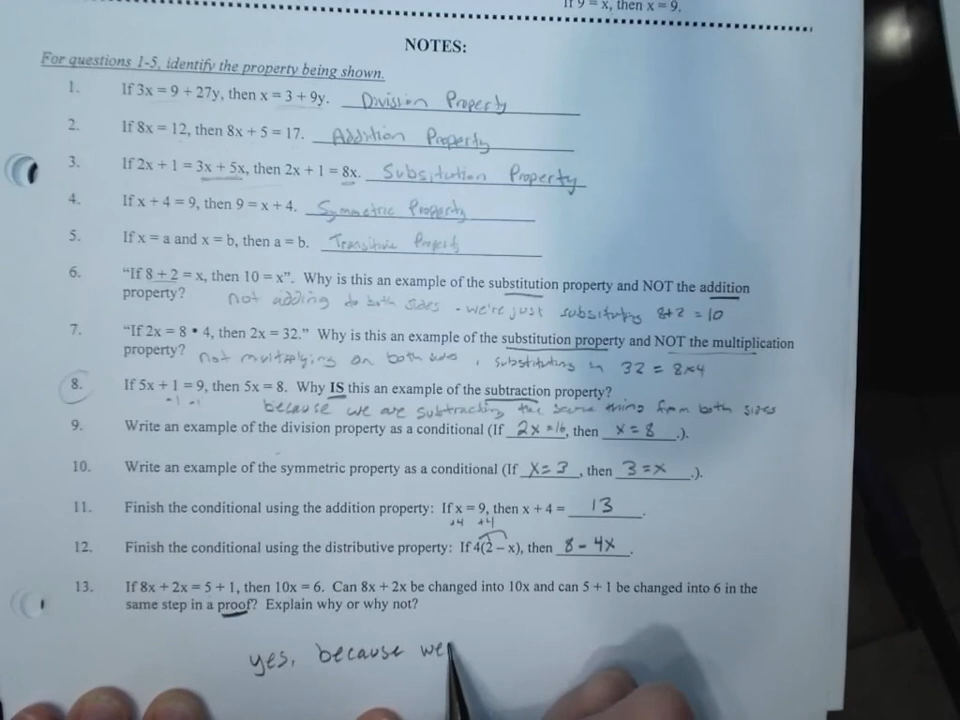 If 9 = x, then x = 9.
NOTES:
For questions 1-5, identify the property being shown.
1. If 3x = 9 + 27y, then x = 3 + 9y. Division Property
2. If 8x = 12, then 8x + 5 = 17. Addition Property
3. If 2x + 1 = 3x + 5x, then 2x + 1 = 8x. Subsitution Property
4. If x + 4 = 9, then 9 = x + 4. Symmetric Property
5. If x = a and x = b, then a = b. Transitive Property
6. “If 8 + 2 = x, then 10 = x”. Why is this an example of the substitution property and NOT the addition
property? not adding to both sides - we're just subsituting 8+2 = 10
7. “If 2x = 8 • 4, then 2x = 32.” Why is this an example of the substitution property and NOT the multiplication
property? not multiplying on both sides, substituting in 32 = 8×4
8. If 5x + 1 = 9, then 5x = 8. Why IS this an example of the subtraction property?
-1 -1 because we are subtracting the same thing from both sides
9. Write an example of the division property as a conditional (If 2x = 16, then x = 8.).
10. Write an example of the symmetric property as a conditional (If x = 3, then 3 = x.).
11. Finish the conditional using the addition property: If x = 9, then x + 4 = 13.
+4 +4
12. Finish the conditional using the distributive property: If 4(2 – x), then 8 - 4x.
13. If 8x + 2x = 5 + 1, then 10x = 6. Can 8x + 2x be changed into 10x and can 5 + 1 be changed into 6 in the
same step in a proof? Explain why or why not?
yes, because we